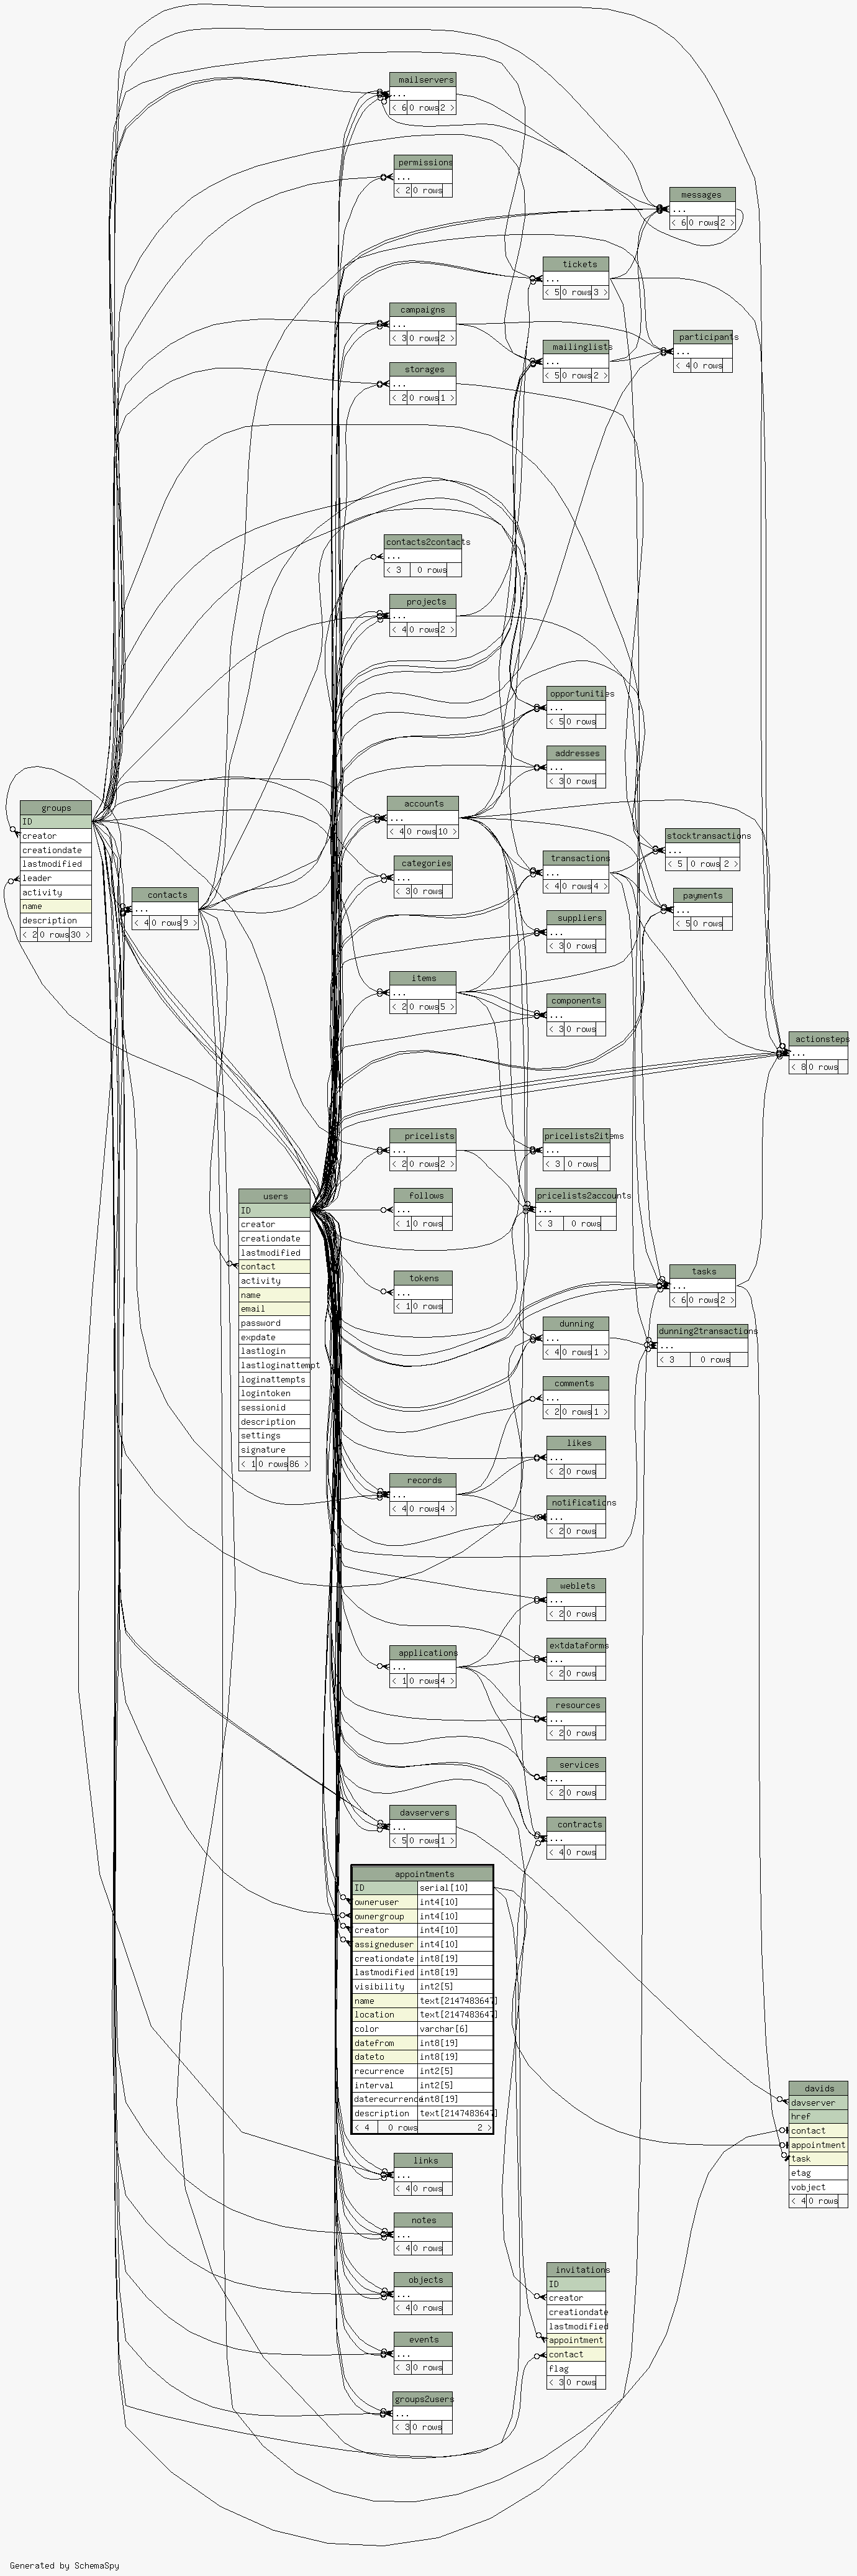 mailservers
...
< 6 0 rows 2 >
permissions
...
< 2 0 rows
messages
...
< 6 0 rows 2 >
tickets
...
< 5 0 rows 3 >
campaigns
...
< 3 0 rows 2 >
participants
...
< 4 0 rows
mailinglists
...
< 5 0 rows 2 >
storages
...
< 2 0 rows 1 >
contacts2contacts
...
< 3 0 rows
projects
...
< 4 0 rows 2 >
opportunities
...
< 5 0 rows
addresses
...
< 3 0 rows
groups
ID
creator
creationdate
lastmodified
leader
activity
name
description
< 2 0 rows 30 >
accounts
...
< 4 0 rows 10 >
stocktransactions
...
< 5 0 rows 2 >
transactions
...
< 4 0 rows 4 >
categories
...
< 3 0 rows
contacts
...
< 4 0 rows 9 >
payments
...
< 5 0 rows
suppliers
...
< 3 0 rows
items
...
< 2 0 rows 5 >
components
...
< 3 0 rows
actionsteps
...
< 8 0 rows
pricelists
...
< 2 0 rows 2 >
pricelists2items
...
< 3 0 rows
users
ID
creator
creationdate
lastmodified
contact
activity
name
email
password
expdate
lastlogin
lastloginattempt
loginattempts
logintoken
sessionid
description
settings
signature
< 1 0 rows 86 >
follows
...
< 1 0 rows
pricelists2accounts
...
< 3 0 rows
tokens
...
< 1 0 rows
tasks
...
< 6 0 rows 2 >
dunning
...
< 4 0 rows 1 >
dunning2transactions
...
< 3 0 rows
comments
...
< 2 0 rows 1 >
likes
...
< 2 0 rows
records
...
< 4 0 rows 4 >
notifications
...
< 2 0 rows
weblets
...
< 2 0 rows
extdataforms
...
< 2 0 rows
applications
...
< 1 0 rows 4 >
resources
...
< 2 0 rows
services
...
< 2 0 rows
davservers
...
< 5 0 rows 1 >
contracts
...
< 4 0 rows
appointments
ID serial[10]
owneruser int4[10]
ownergroup int4[10]
creator int4[10]
assigneduser int4[10]
creationdate int8[19]
lastmodified int8[19]
visibility int2[5]
name text[2147483647]
location text[2147483647]
color varchar[6]
datefrom int8[19]
dateto int8[19]
recurrence int2[5]
interval int2[5]
daterecurrence int8[19]
description text[2147483647]
< 4 0 rows 2 >
davids
davserver
href
contact
appointment
task
etag
vobject
< 4 0 rows
links
...
< 4 0 rows
notes
...
< 4 0 rows
objects
...
< 4 0 rows
invitations
ID
creator
creationdate
lastmodified
appointment
contact
flag
< 3 0 rows
events
...
< 3 0 rows
groups2users
...
< 3 0 rows
Generated by SchemaSpy